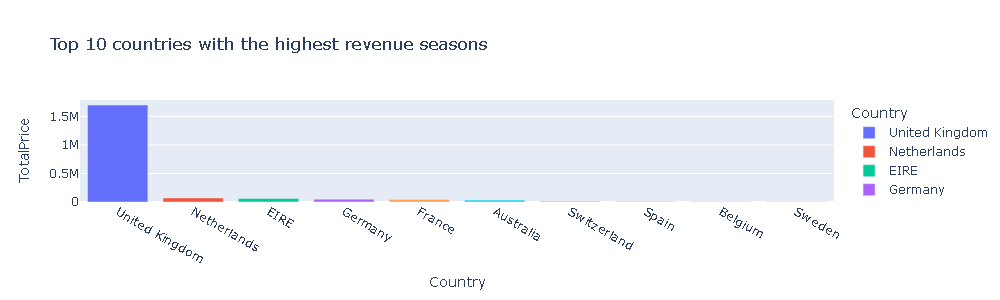 Top 10 countries with the highest revenue seasons
TotalPrice
1.5M
1M
0.5M
0
United Kingdom
Netherlands
EIRE
Germany
France
Australia
Switzerland
Spain
Belgium
Sweden
Country
Country
United Kingdom
Netherlands
EIRE
Germany